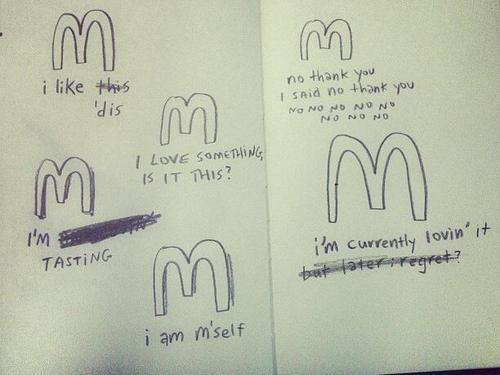 i like this
'dis
I LOVE SOMETHING,
IS IT THIS?
I'M
TASTING
i am m'self
no thank you
I SAID no thank you
NO NO NO NO NO
NO NO NO
i'm currently lovin' it
but later i regret?